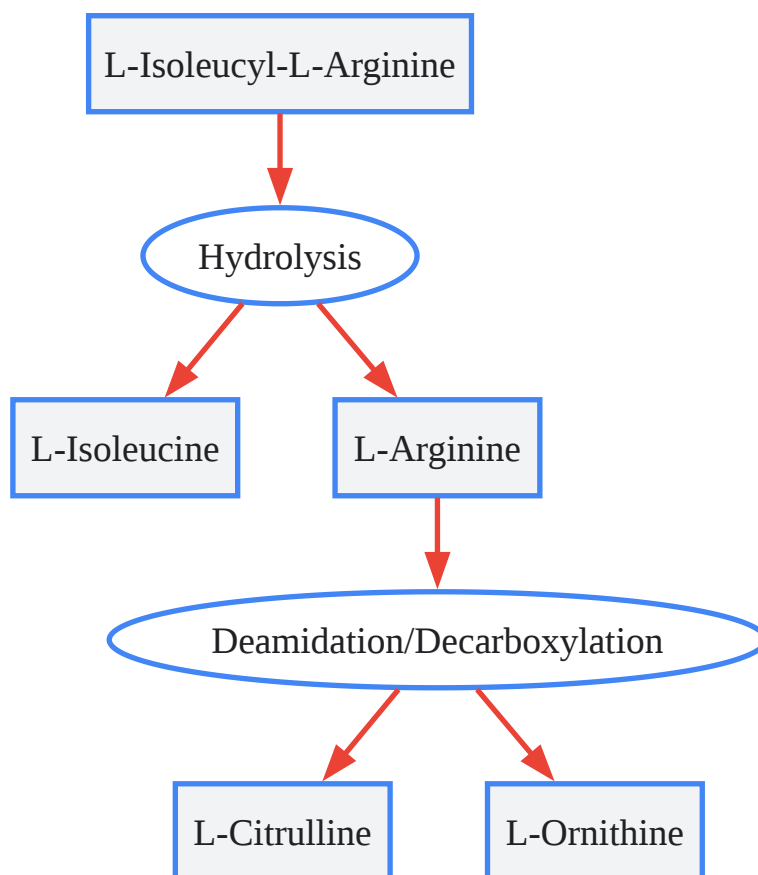 L-Isoleucyl-L-Arginine
Hydrolysis
L-Isoleucine
L-Arginine
Deamidation/Decarboxylation
L-Citrulline
L-Ornithine